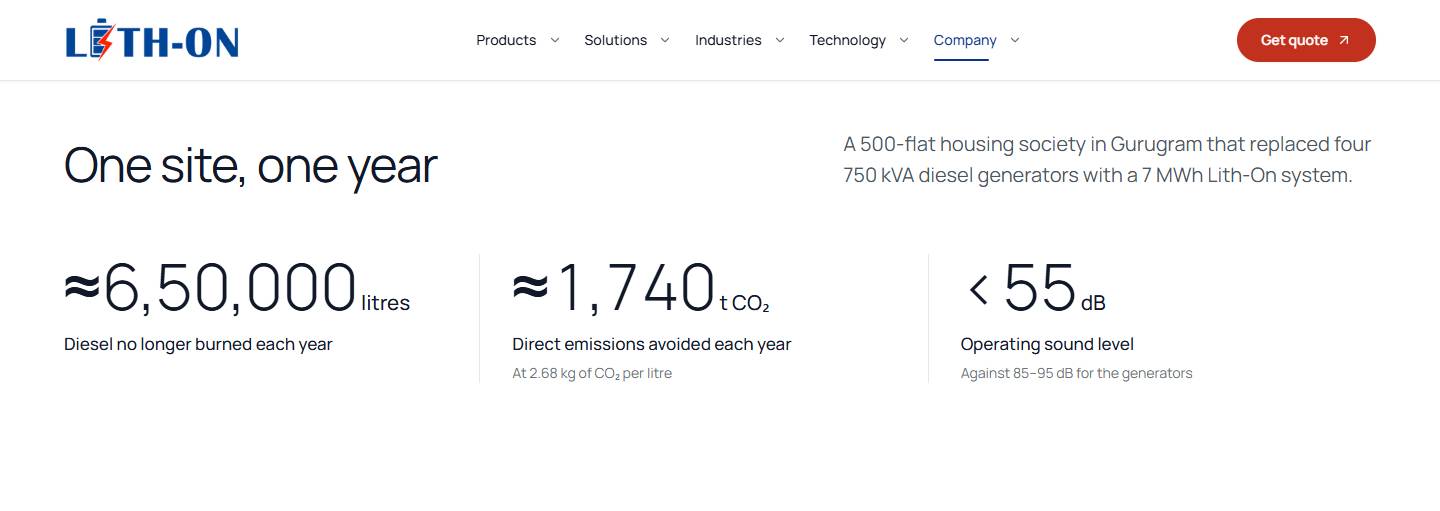 LITH-ON
Products
Solutions
Industries
Technology
Company
Get quote
One site, one year
A 500-flat housing society in Gurugram that replaced four
750 kVA diesel generators with a 7 MWh Lith-On system.
≈6,50,000 litres
Diesel no longer burned each year
≈1,740 t CO₂
Direct emissions avoided each year
At 2.68 kg of CO₂ per litre
< 55 dB
Operating sound level
Against 85–95 dB for the generators